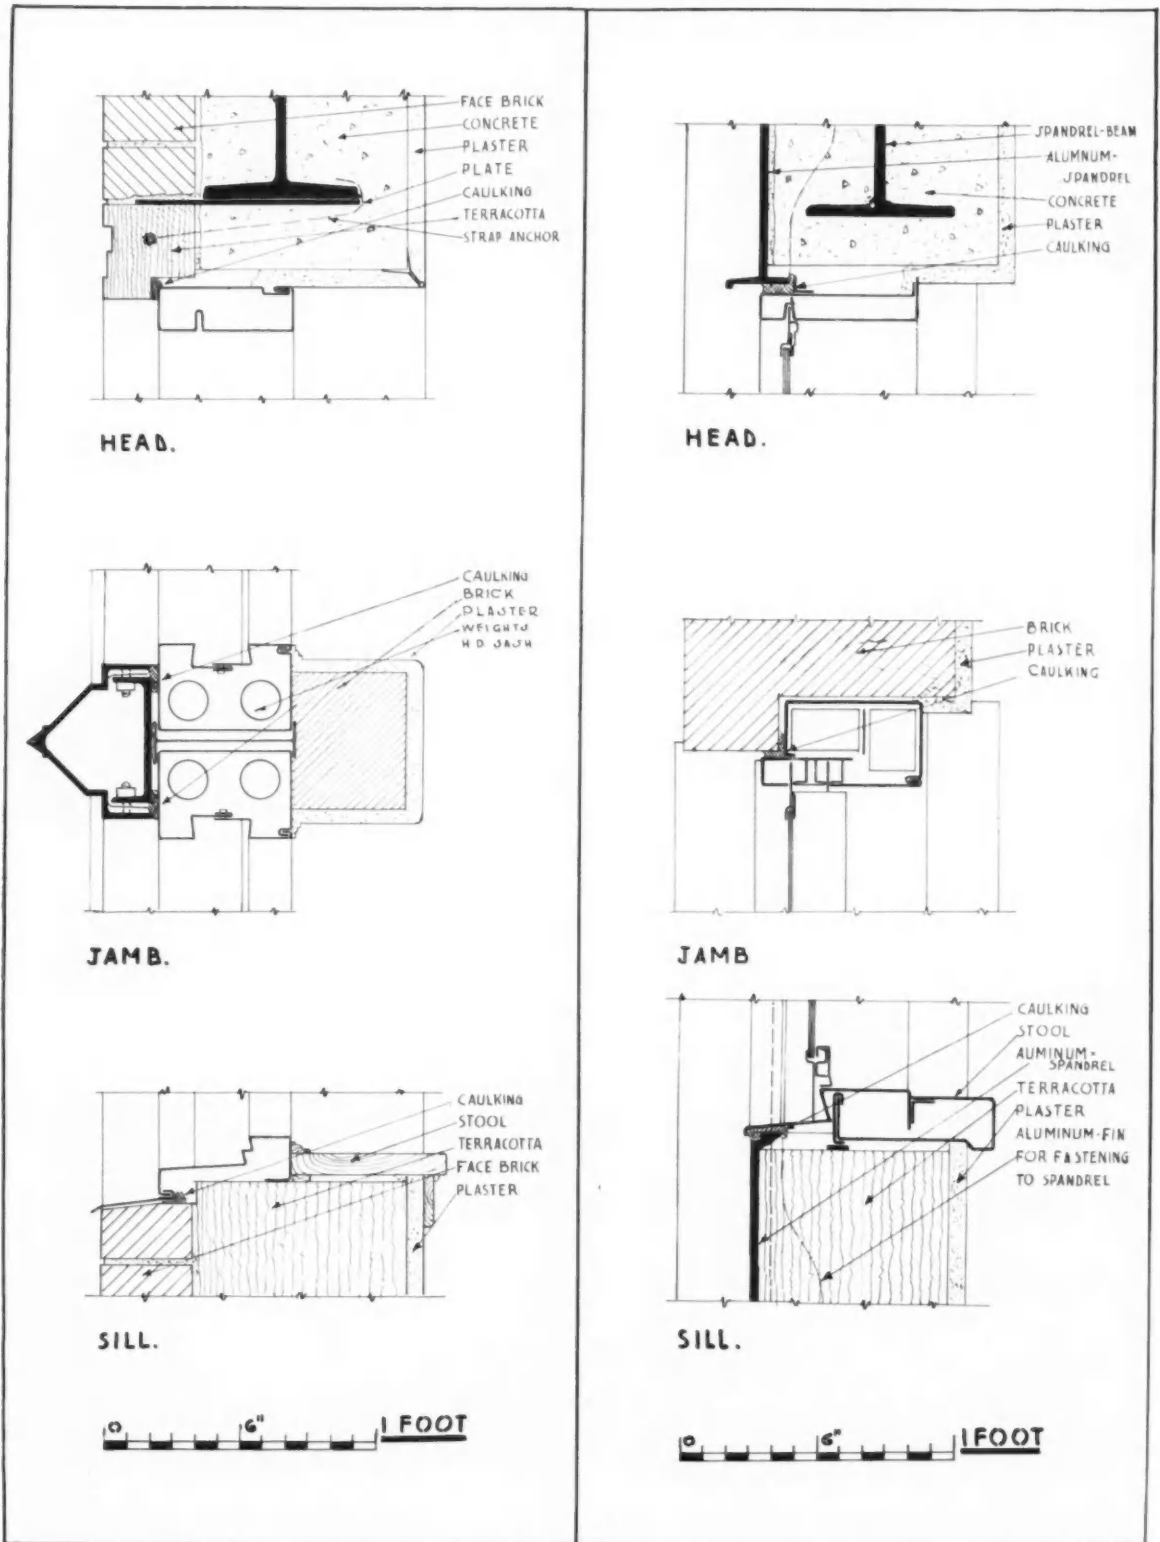 FACE BRICK
CONCRETE
PLASTER
PLATE
CAULKING
TERRACOTTA
STRAP ANCHOR
HEAD.
CAULKING
BRICK
PLASTER
WEIGHTS
H.D. SASH
JAMB.
CAULKING
STOOL
TERRACOTTA
FACE BRICK
PLASTER
SILL.
0 6" 1 FOOT
SPANDREL-BEAM
ALUMNUM-
SPANDREL
CONCRETE
PLASTER
CAULKING
HEAD.
BRICK
PLASTER
CAULKING
JAMB
CAULKING
STOOL
AUMINUM-
SPANDREL
TERRACOTTA
PLASTER
ALUMINUM-FIN
FOR FASTENING
TO SPANDREL
SILL.
0 6" 1 FOOT